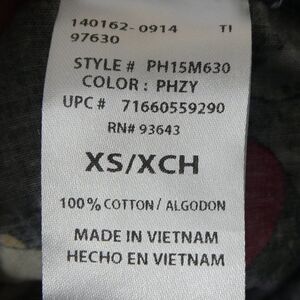 140162-0914 TI
97630
STYLE # PH15M630
COLOR : PHZY
UPC # 71660559290
RN# 93643
XS/XCH
100% COTTON / ALGODON
MADE IN VIETNAM
HECHO EN VIETNAM